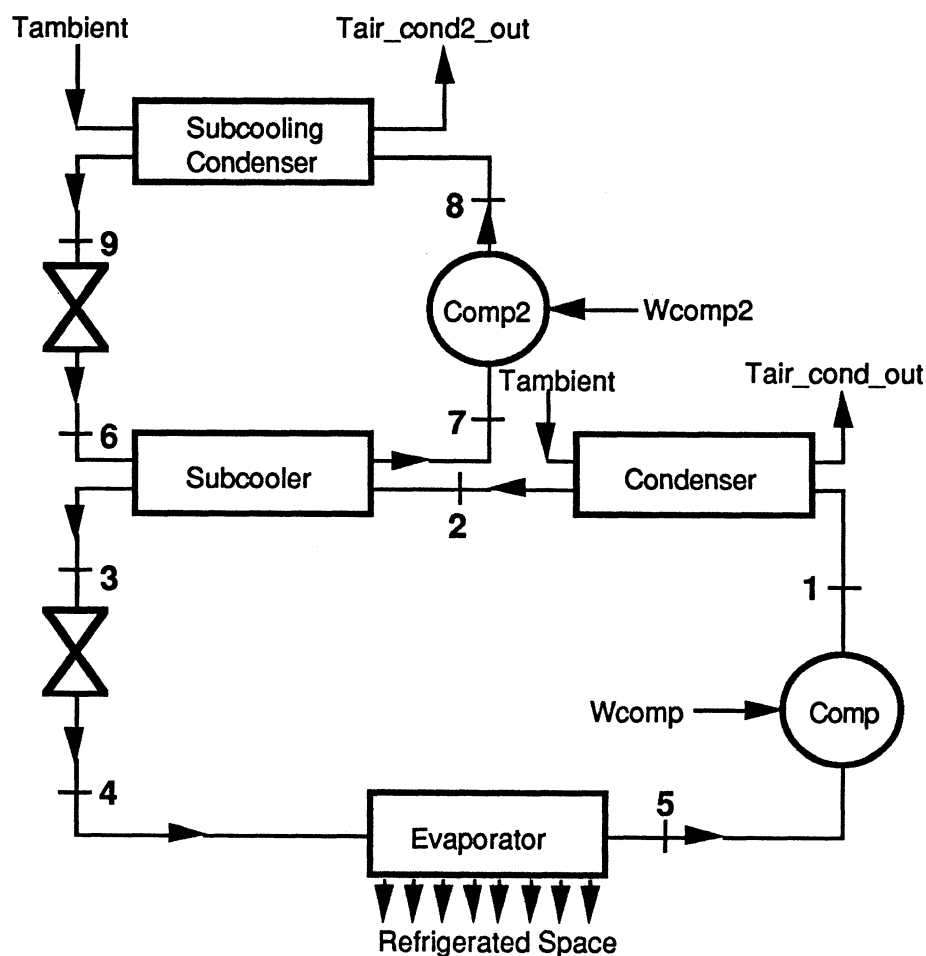 Tambient
Tair_cond2_out
Subcooling
Condenser
8
9
Comp2
Wcomp2
Tambient
Tair_cond_out
7
6
Subcooler
Condenser
2
3
1
Wcomp
Comp
4
5
Evaporator
Refrigerated Space